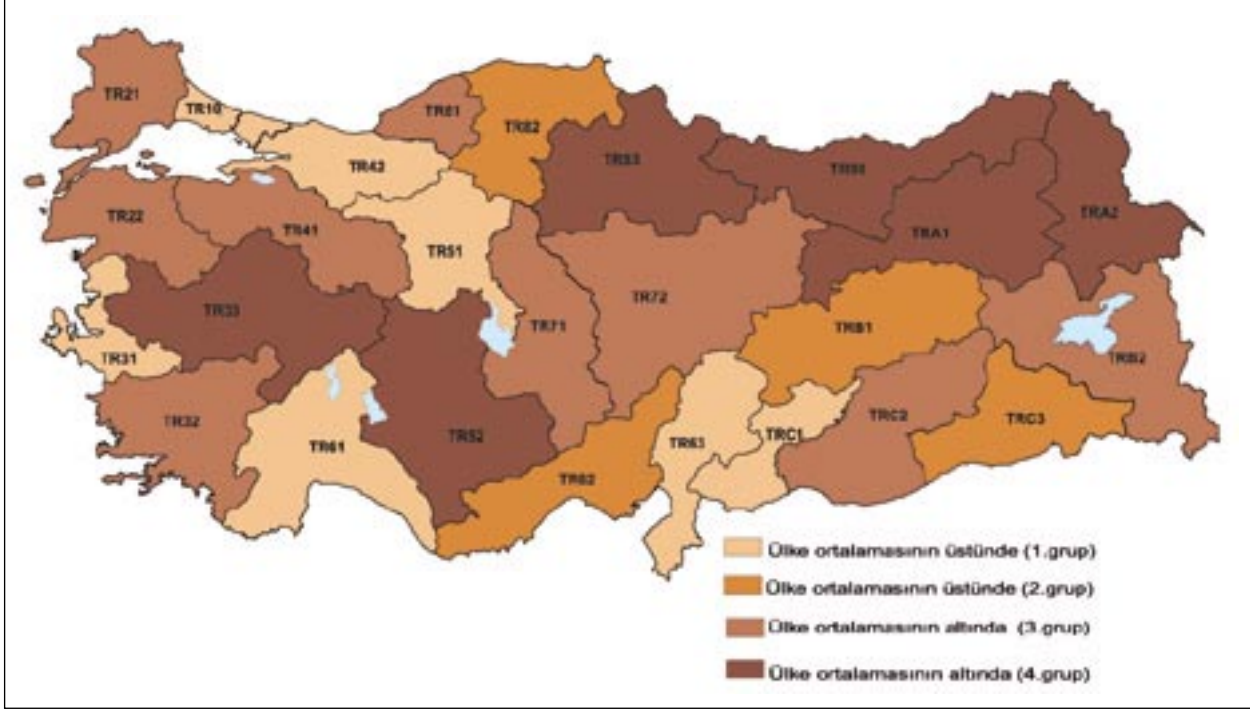 TR21
TR10
TR81
TR82
TR42
TR83
TR90
TRA2
TR22
TR41
TR51
TRA1
TR33
TR72
TR71
TRB1
TR31
TRB2
TR32
TR61
TR52
TR63
TRC1
TRC2
TRC3
TR62
Ülke ortalamasının üstünde (1.grup)
Ülke ortalamasının üstünde (2.grup)
Ülke ortalamasının altında (3.grup)
Ülke ortalamasının altında (4.grup)